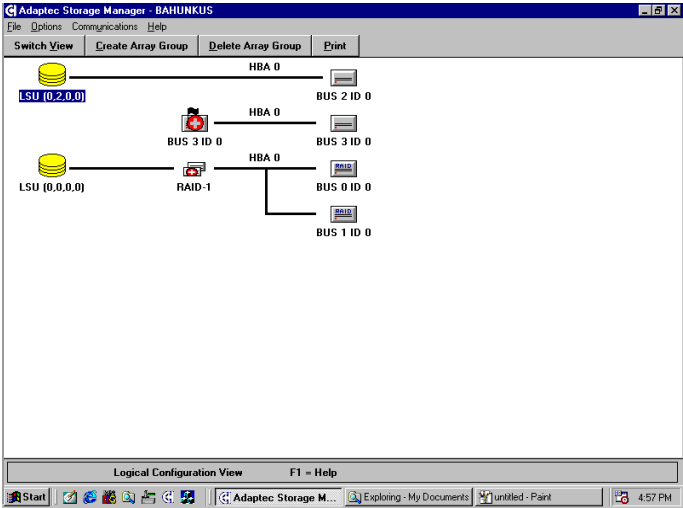 Adaptec Storage Manager - BAHUNKUS
File Options Communications Help
Switch View Create Array Group Delete Array Group Print
HBA 0
LSU (0,2,0,0) BUS 2 ID 0
HBA 0
BUS 3 ID 0 BUS 3 ID 0
HBA 0
RAID
LSU (0,0,0,0) RAID-1 BUS 0 ID 0
RAID
BUS 1 ID 0
Logical Configuration View F1 = Help
Start Adaptec Storage M... Exploring - My Documents untitled - Paint 4:57 PM